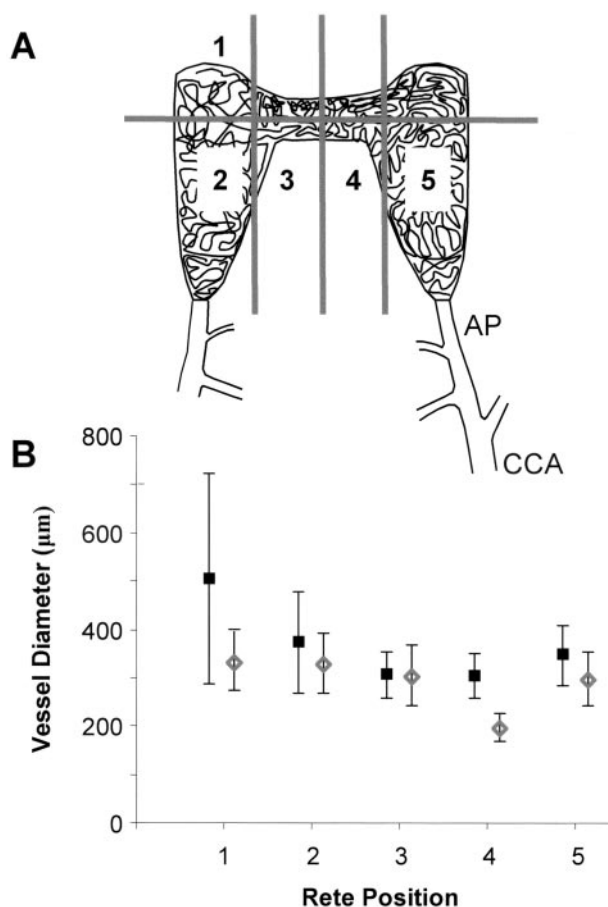 A
1
2 3 4 5
AP
CCA
B
800
600
400
200
0
Vessel Diameter (µm)
1 2 3 4 5
Rete Position